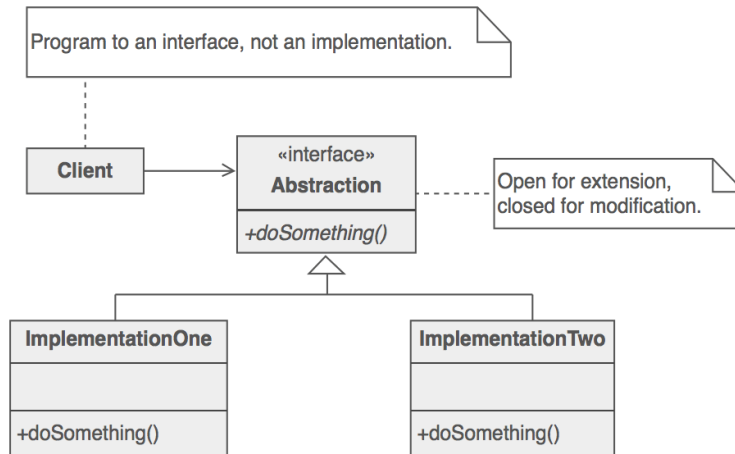 Program to an interface, not an implementation.
Client
«interface»
Abstraction
+doSomething()
Open for extension,
closed for modification.
ImplementationOne
+doSomething()
ImplementationTwo
+doSomething()